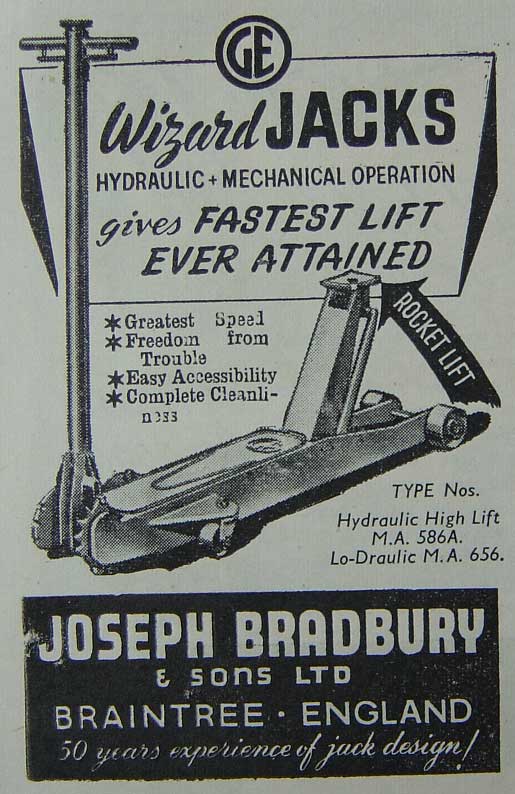 GE
Wizard JACKS
HYDRAULIC + MECHANICAL OPERATION
gives FASTEST LIFT
EVER ATTAINED
ROCKET LIFT
* Greatest Speed
* Freedom from
Trouble
* Easy Accessibility
* Complete Cleanli-
ness
TYPE Nos.
Hydraulic High Lift
M.A. 586A.
Lo-Draulic M.A. 656.
JOSEPH BRADBURY
& SONS LTD
BRAINTREE · ENGLAND
50 years experience of jack design!